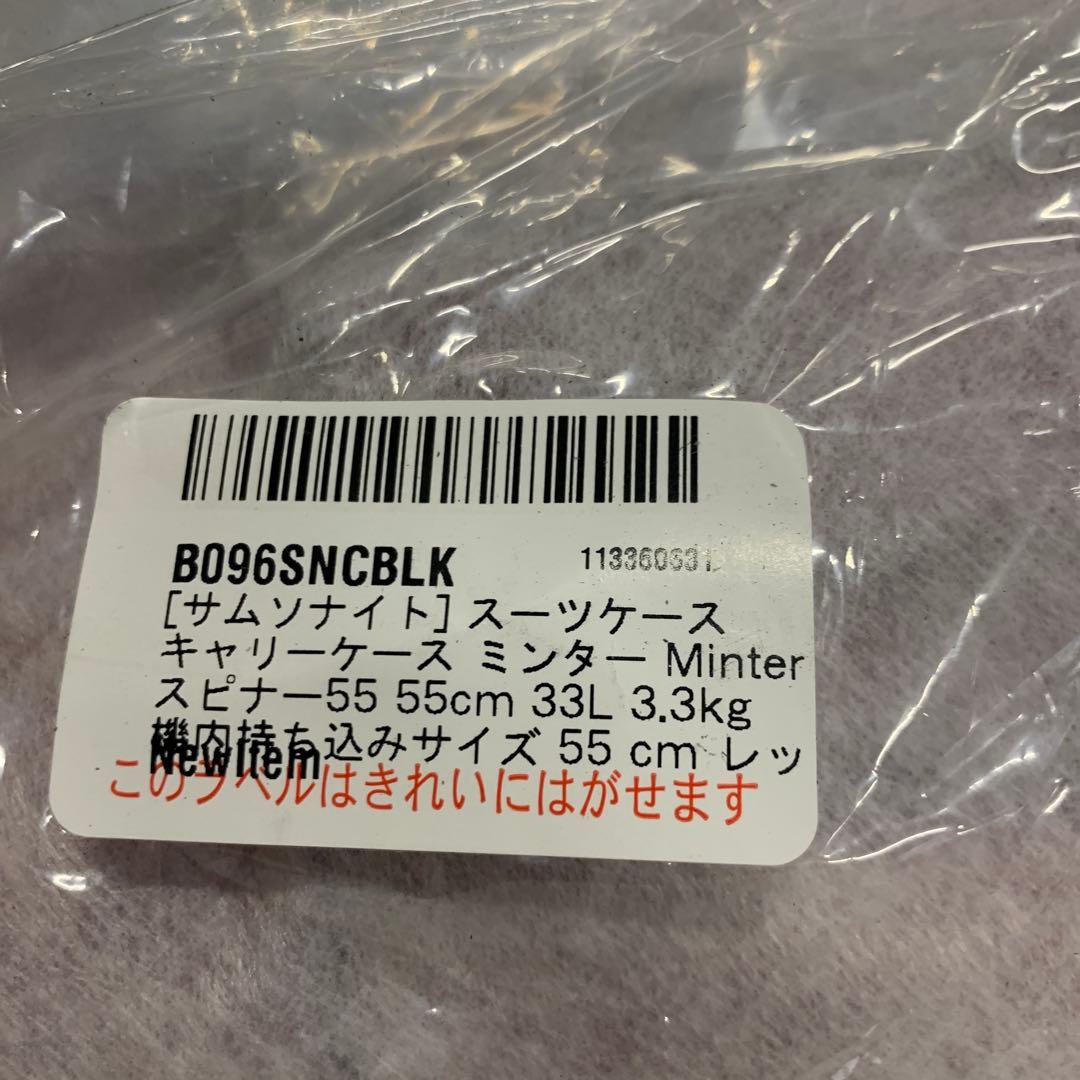 B096SNCBLK
[サムソナイト] スーツケース
キャリーケース ミンター Minter
スピナー55 55cm 33L 3.3kg
機内持ち込みサイズ 55 cm レッ
NewItem
このラベルはきれいにはがせます